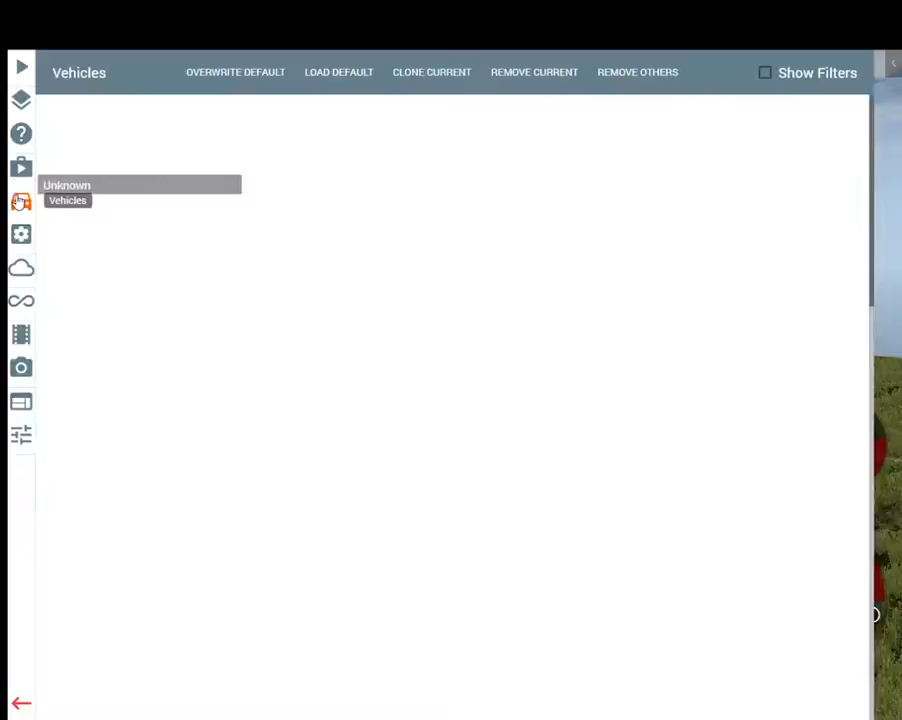 Vehicles OVERWRITE DEFAULT LOAD DEFAULT CLONE CURRENT REMOVE CURRENT REMOVE OTHERS Show Filters
Unknown
Vehicles